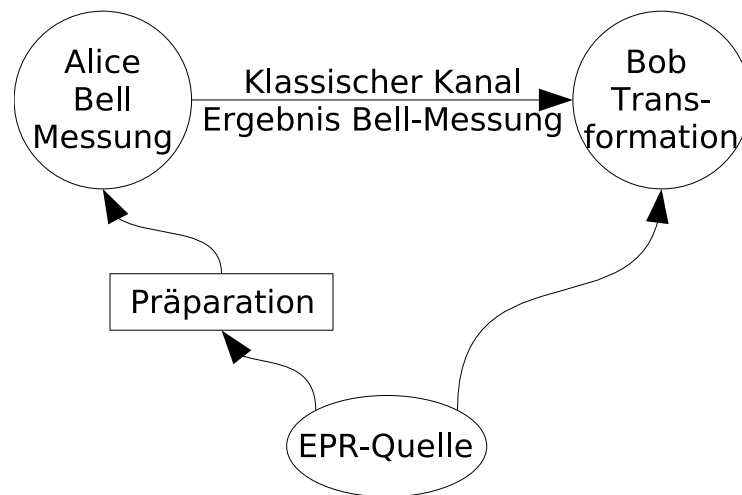 Alice
Bell
Messung
Klassischer Kanal
Ergebnis Bell-Messung
Bob
Trans-
formation
Präparation
EPR-Quelle